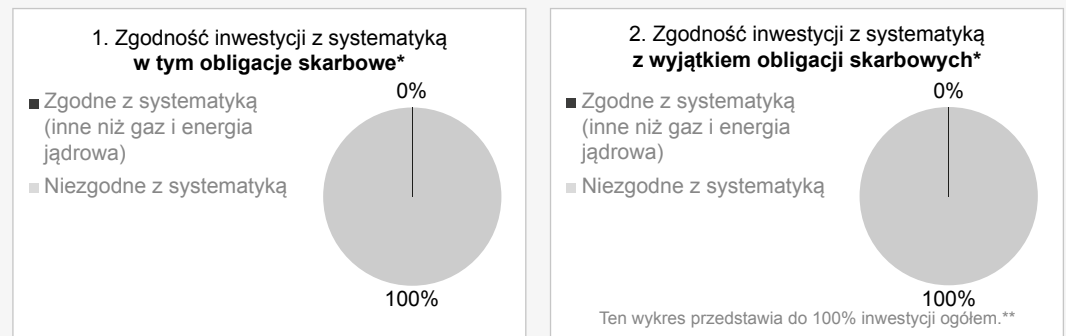 1. Zgodność inwestycji z systematyką
w tym obligacje skarbowe*
Zgodne z systematyką
(inne niż gaz i energia
jądrowa)
Niezgodne z systematyką
0%
100%
2. Zgodność inwestycji z systematyką
z wyjątkiem obligacji skarbowych*
Zgodne z systematyką
(inne niż gaz i energia
jądrowa)
Niezgodne z systematyką
0%
100%
Ten wykres przedstawia do 100% inwestycji ogółem.**